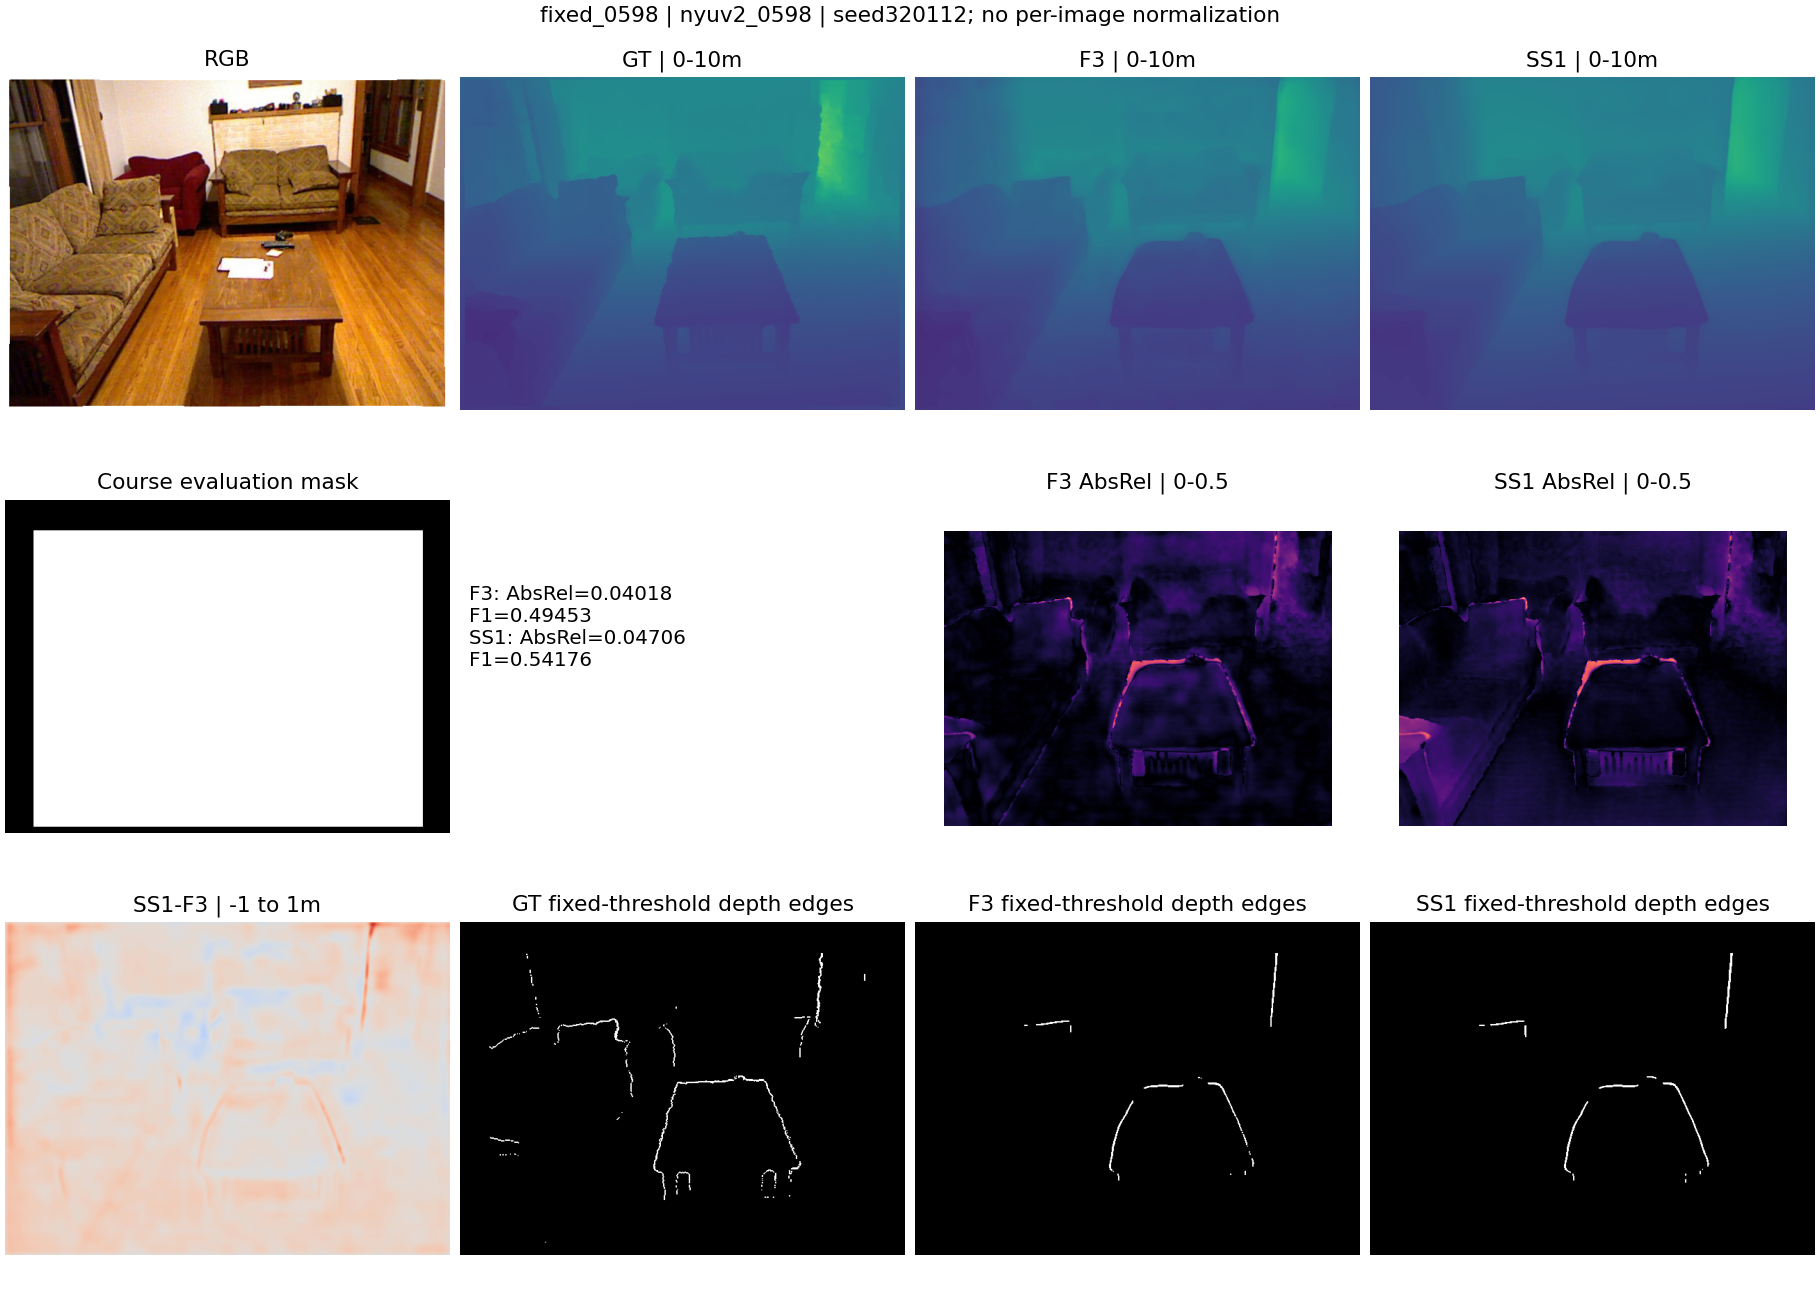 fixed_0598 | nyuv2_0598 | seed320112; no per-image normalization
RGB
GT | 0-10m
F3 | 0-10m
SS1 | 0-10m
Course evaluation mask
F3 AbsRel | 0-0.5
SS1 AbsRel | 0-0.5
F3: AbsRel=0.04018
F1=0.49453
SS1: AbsRel=0.04706
F1=0.54176
SS1-F3 | -1 to 1m
GT fixed-threshold depth edges
F3 fixed-threshold depth edges
SS1 fixed-threshold depth edges